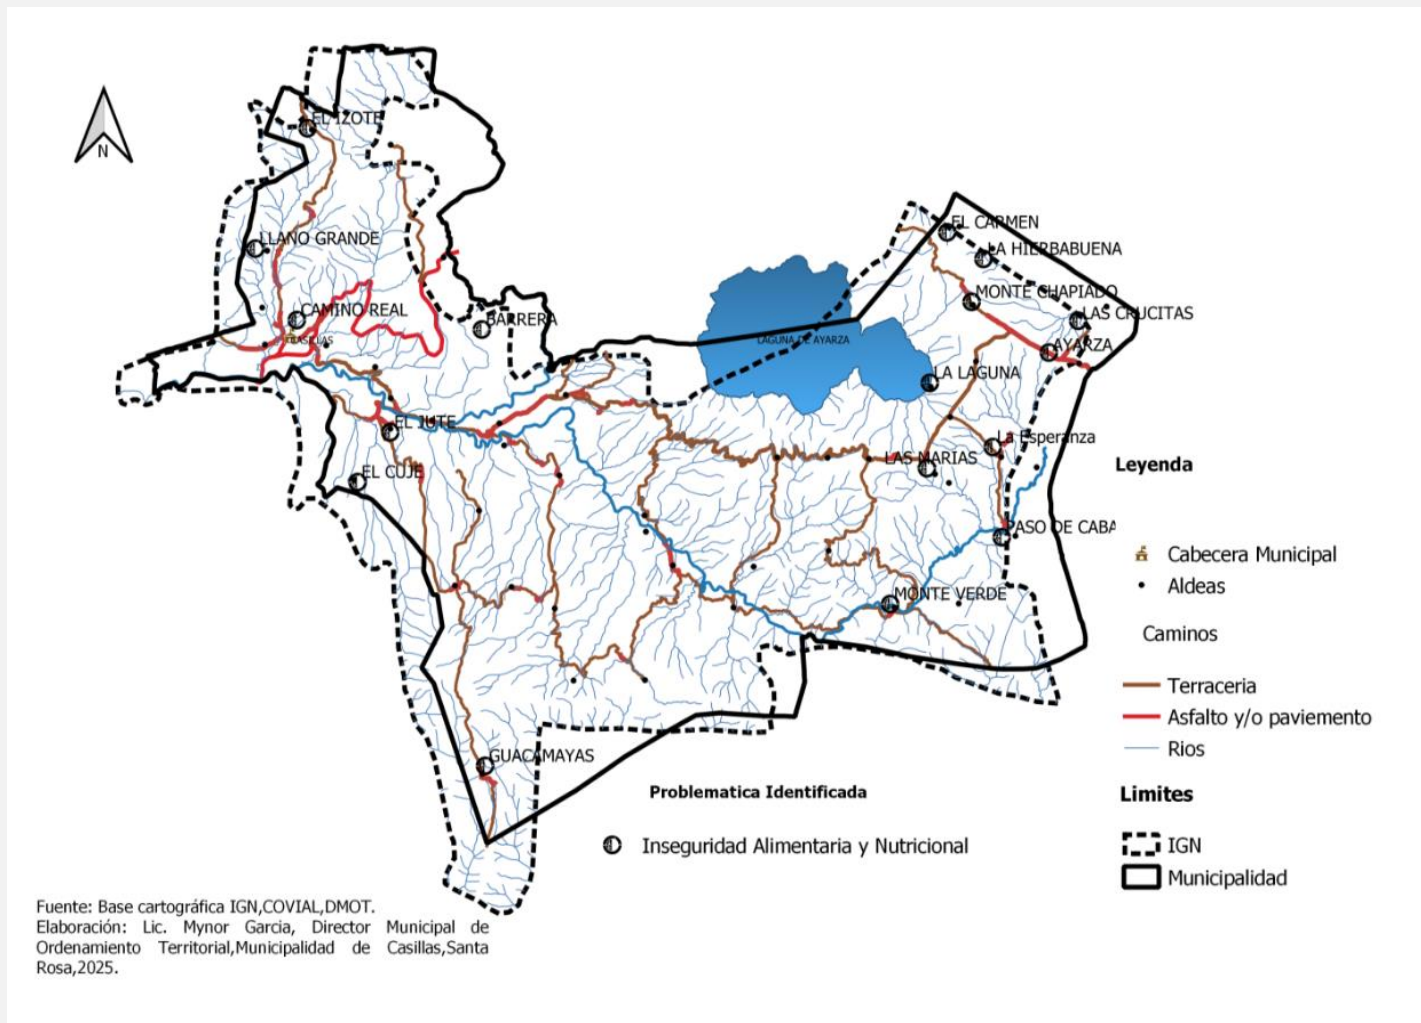 EL IZOTE
N
EL CARMEN
LLANO GRANDE
LA HIERBABUENA
MONTE CHAPIADO
CAMINO REAL
LAS CRUCITAS
BARRERA
CASILLAS
LAGUNA DE AYARZA
AYARZA
LA LAGUNA
EL JUTE
La Esperanza
LAS MARIAS
Leyenda
EL CUJE
PASO DE CABA
Cabecera Municipal
Aldeas
MONTE VERDE
Caminos
Terraceria
Asfalto y/o paviemento
Rios
GUACAMAYAS
Problematica Identificada
Limites
Inseguridad Alimentaria y Nutricional
IGN
Municipalidad
Fuente: Base cartográfica IGN,COVIAL,DMOT.
Elaboración: Lic. Mynor Garcia, Director Municipal de
Ordenamiento Territorial,Municipalidad de Casillas,Santa
Rosa,2025.